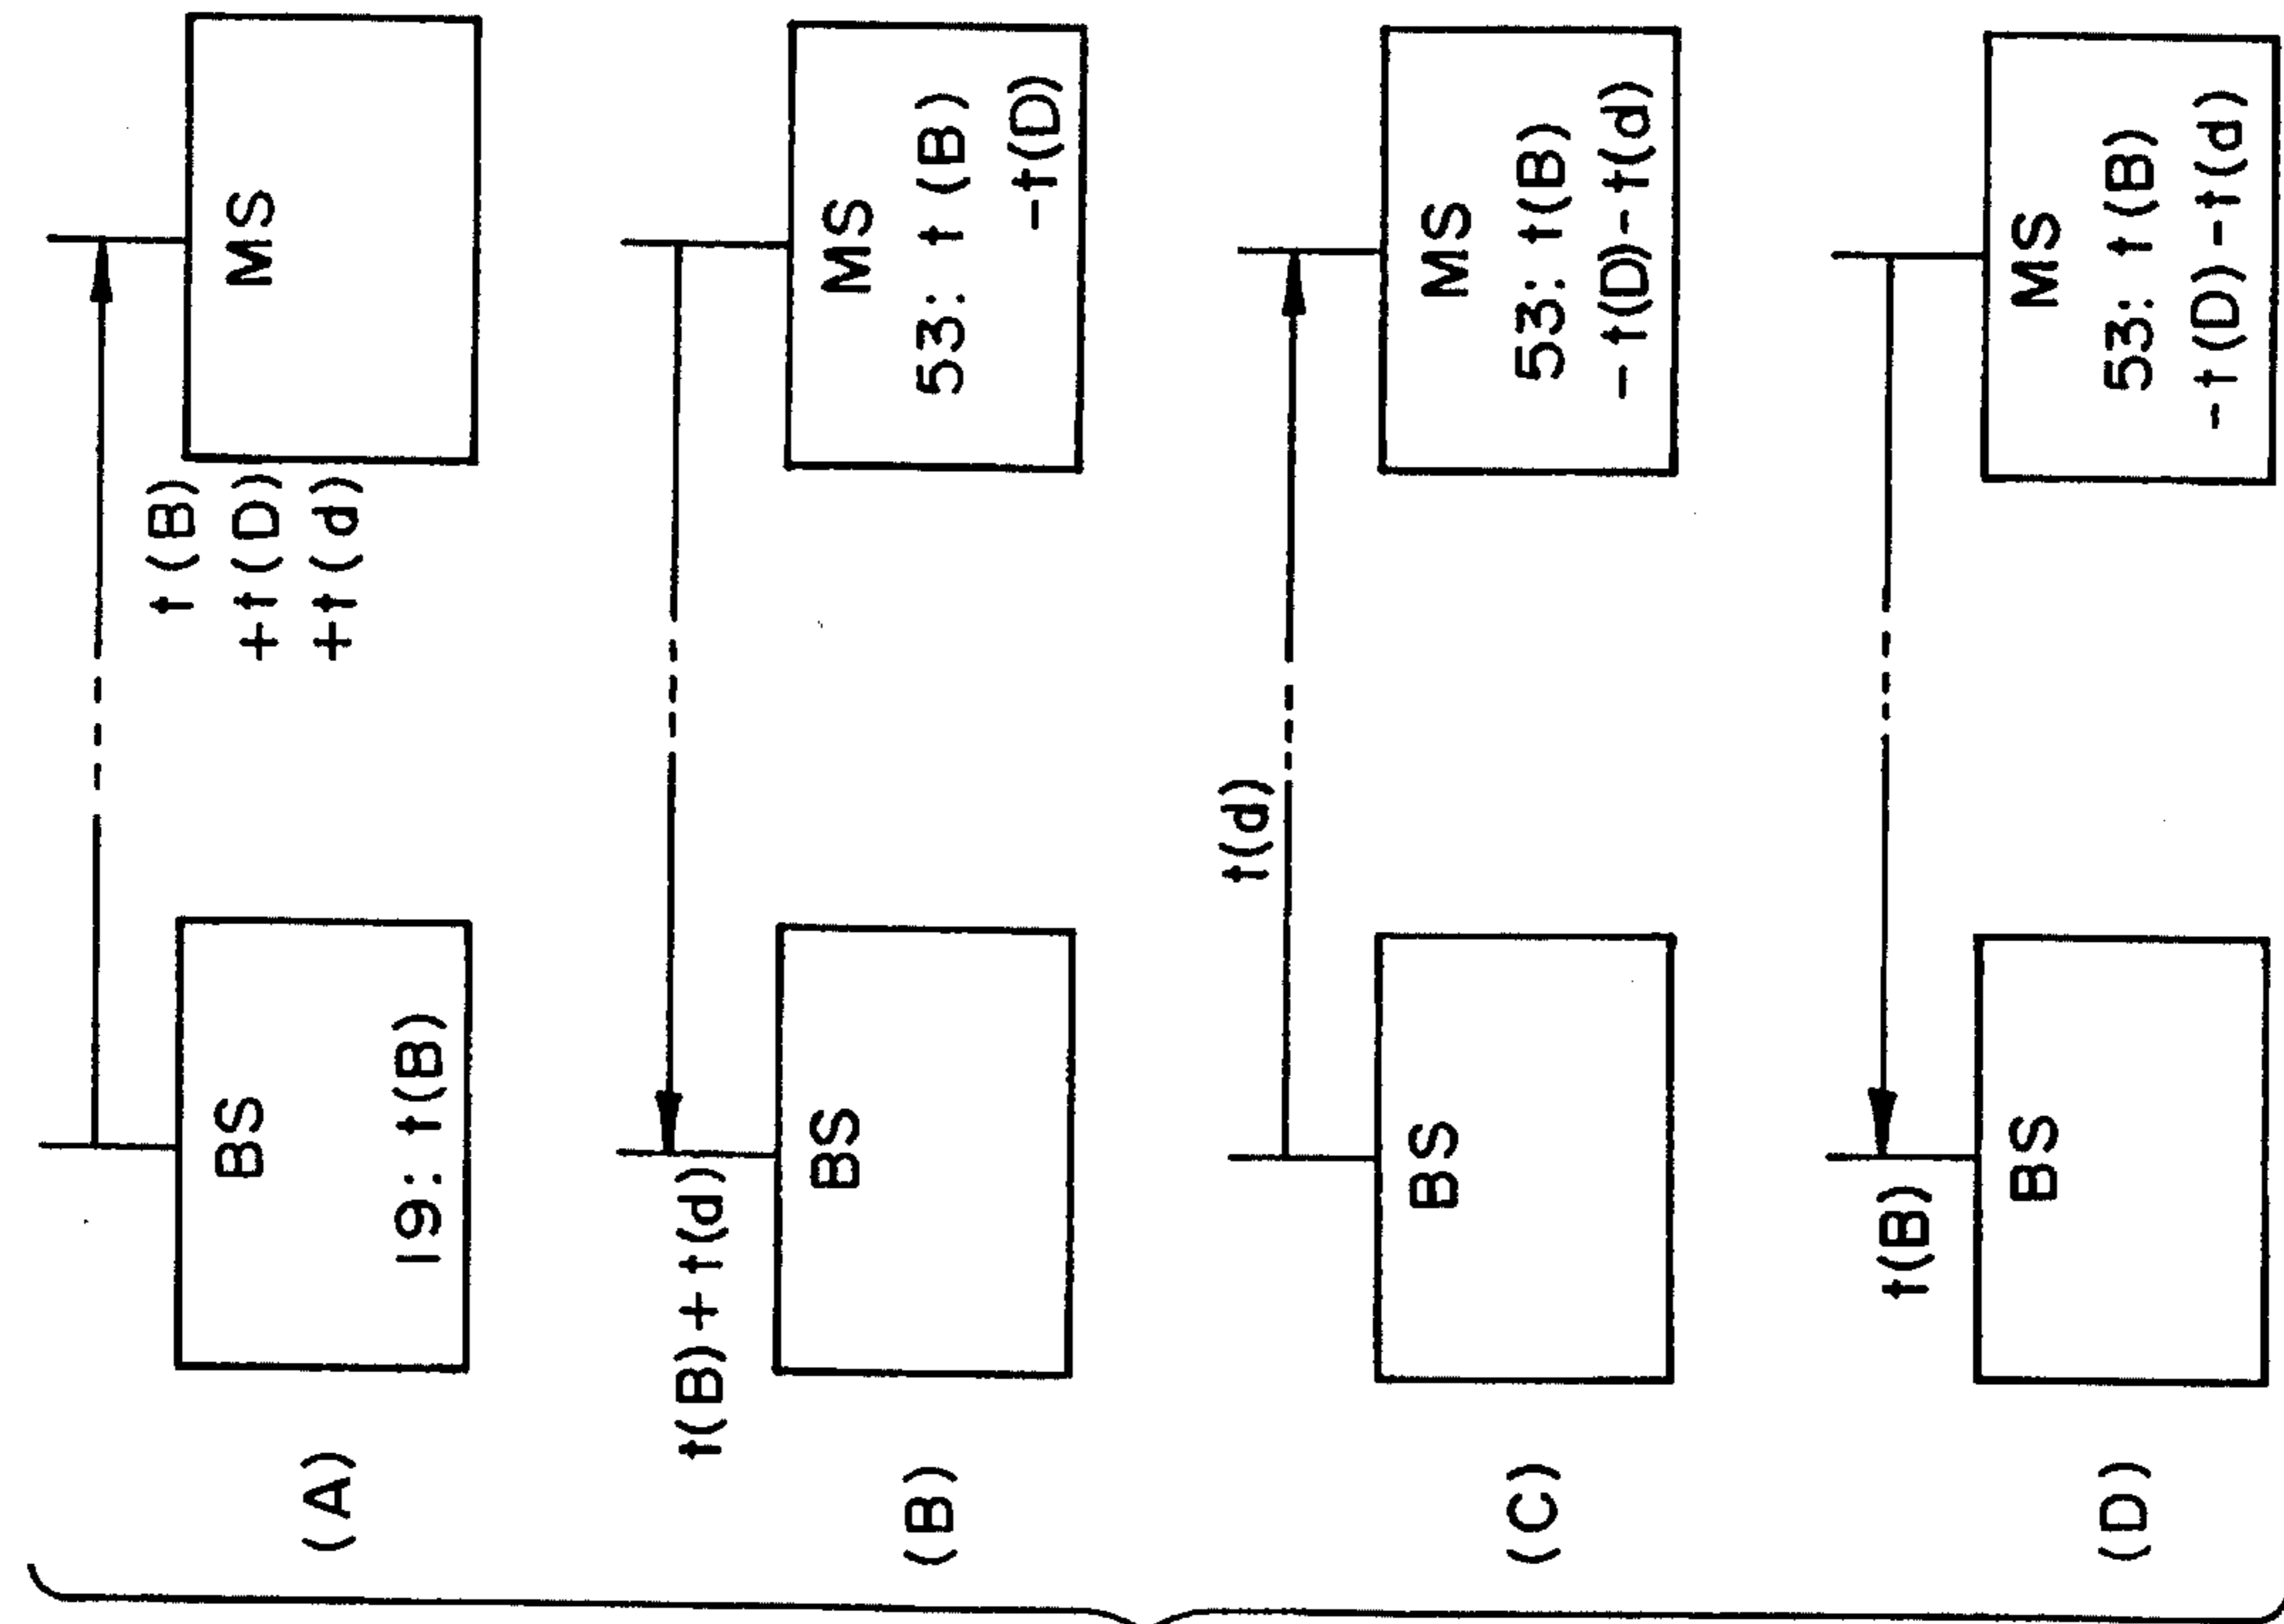 (A)
BS
19: t(B)
t(B)
+t(D)
+t(d)
MS
(B)
t(B)+t(d)
BS
MS
53: t(B)
-t(D)
(C)
BS
t(d)
MS
53: t(B)
-t(D)-t(d)
(D)
t(B)
BS
MS
53: t(B)
-t(D)-t(d)